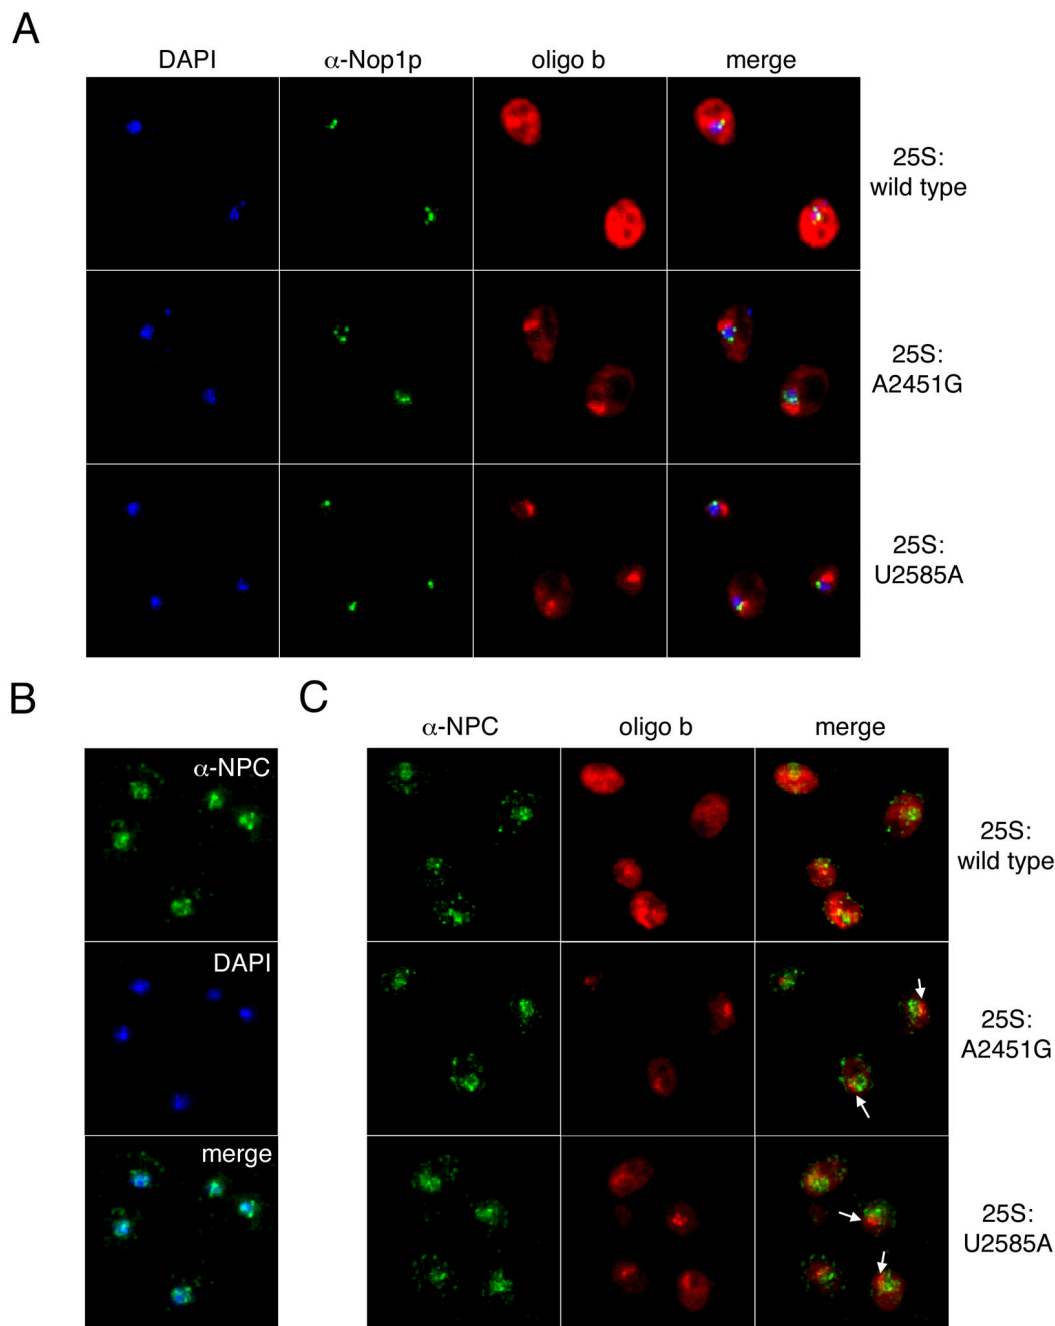 A
DAPI
α-Nop1p
oligo b
merge
25S:
wild type
25S:
A2451G
25S:
U2585A
B
α-NPC
DAPI
merge
C
α-NPC
oligo b
merge
25S:
wild type
25S:
A2451G
25S:
U2585A